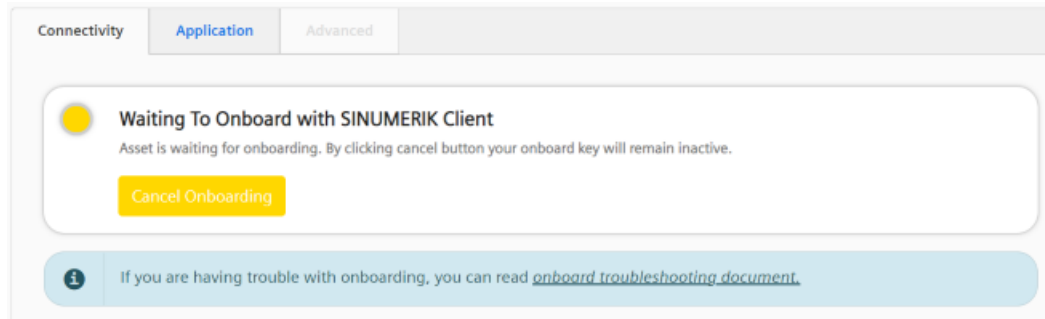 Connectivity Application Advanced
Waiting To Onboard with SINUMERIK Client
Asset is waiting for onboarding. By clicking cancel button your onboard key will remain inactive.
Cancel Onboarding
If you are having trouble with onboarding, you can read onboard troubleshooting document.